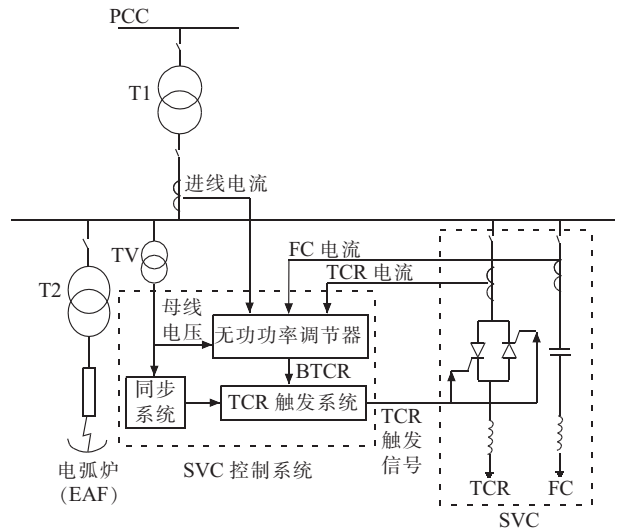 PCC
T1
进线电流
TV
FC 电流
T2
TCR 电流
母线
电压
无功功率调节器
BTCR
同步
系统
TCR 触发系统
TCR
触发
信号
电弧炉
(EAF)
SVC 控制系统
TCR
FC
SVC